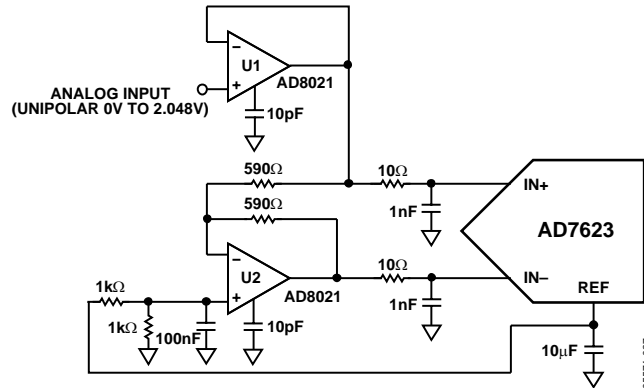 U1
AD8021
ANALOG INPUT
(UNIPOLAR 0V TO 2.048V)
10pF
590Ω
10Ω
IN+
590Ω
1nF
AD7623
U2
10Ω
IN–
1kΩ
AD8021
REF
1kΩ
100nF
10pF
1nF
10µF